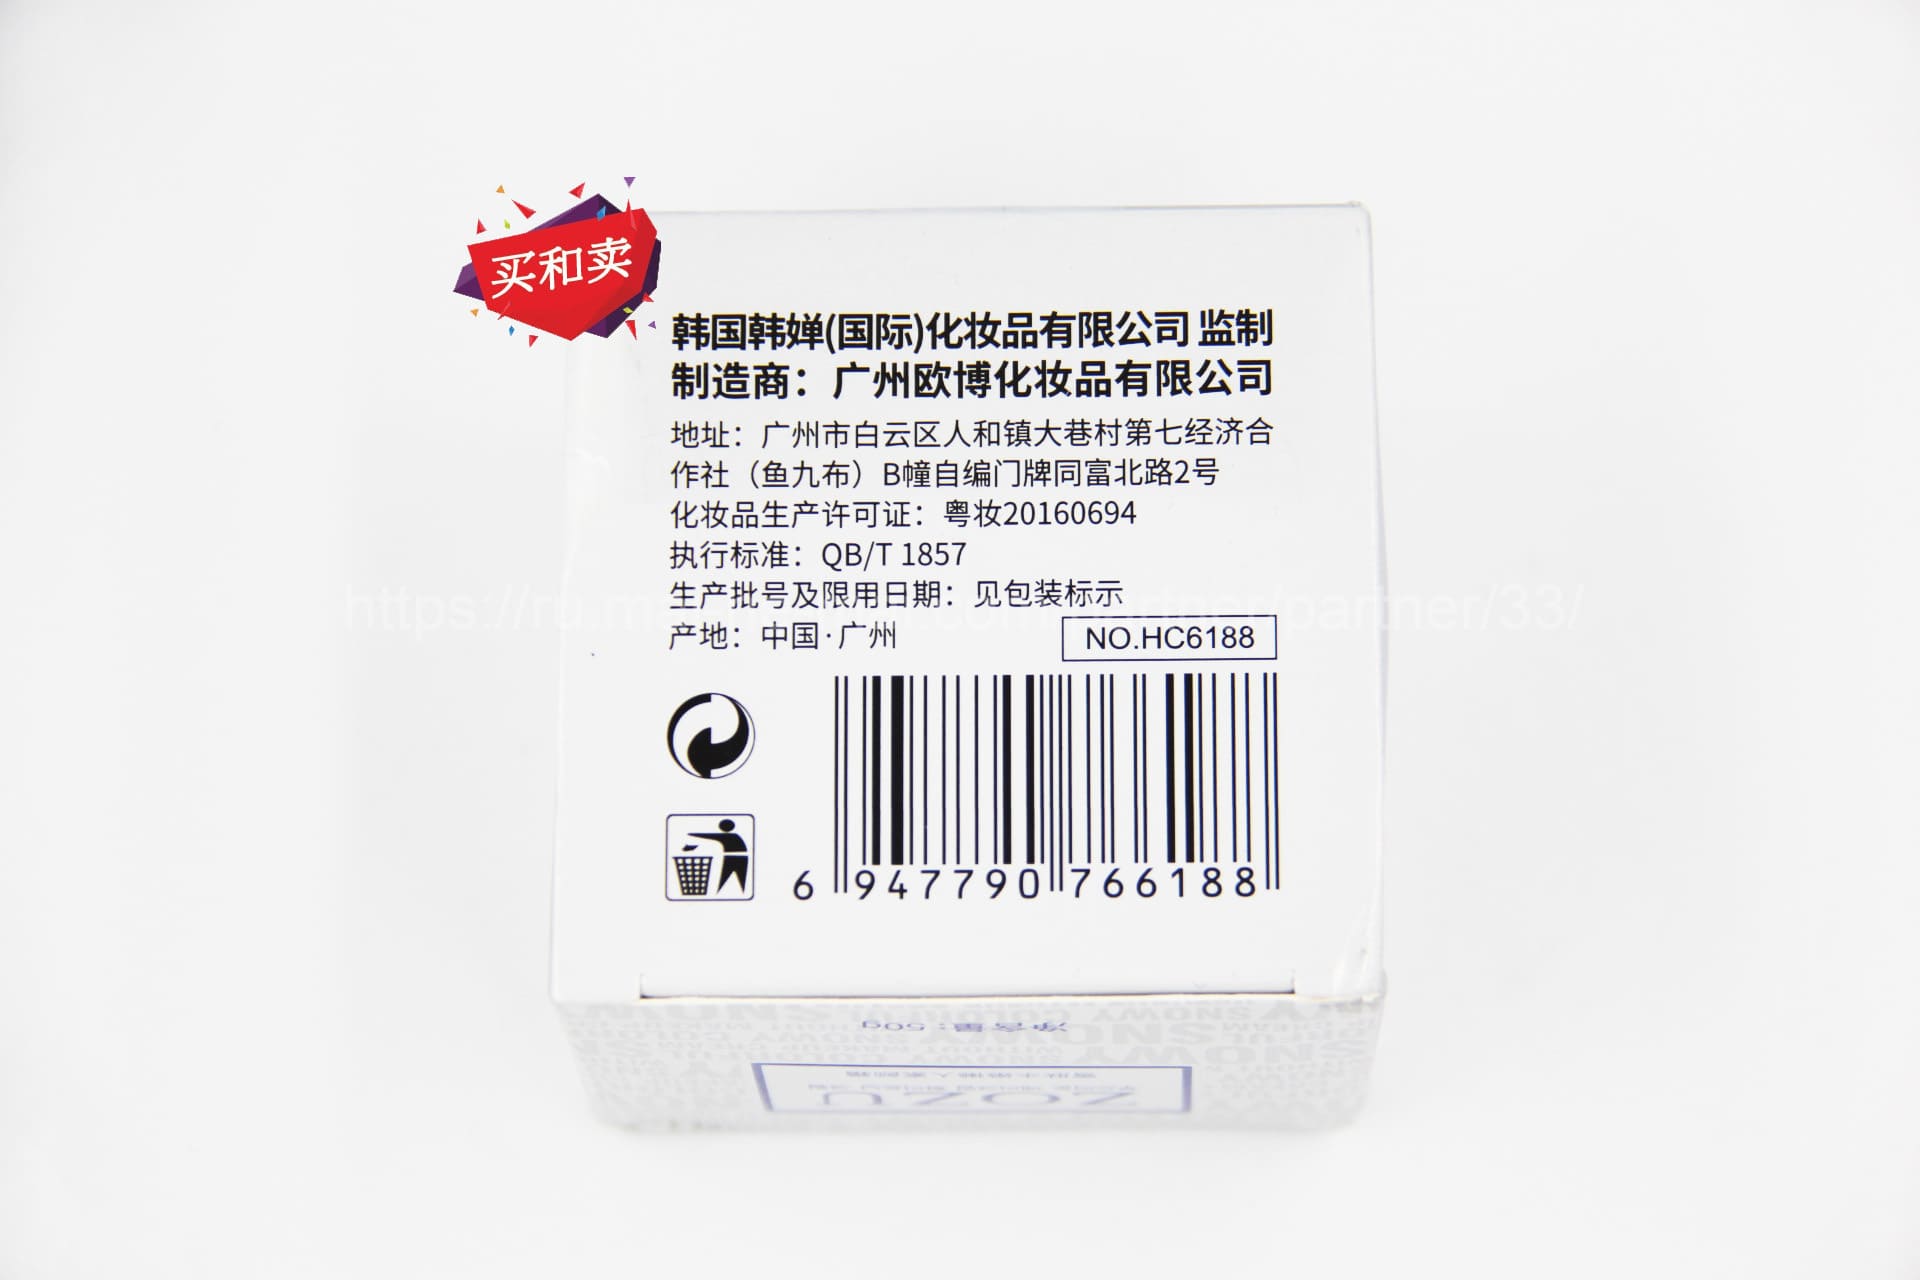 买和卖
韩国韩婵(国际)化妆品有限公司 监制
制造商：广州欧博化妆品有限公司
地址：广州市白云区人和镇大巷村第七经济合
作社（鱼九布）B幢自编门牌同富北路2号
化妆品生产许可证：粤妆20160694
执行标准：QB/T 1857
生产批号及限用日期：见包装标示
产地：中国·广州
NO.HC6188
6 947790 766188
净含量：50g
ZOZU